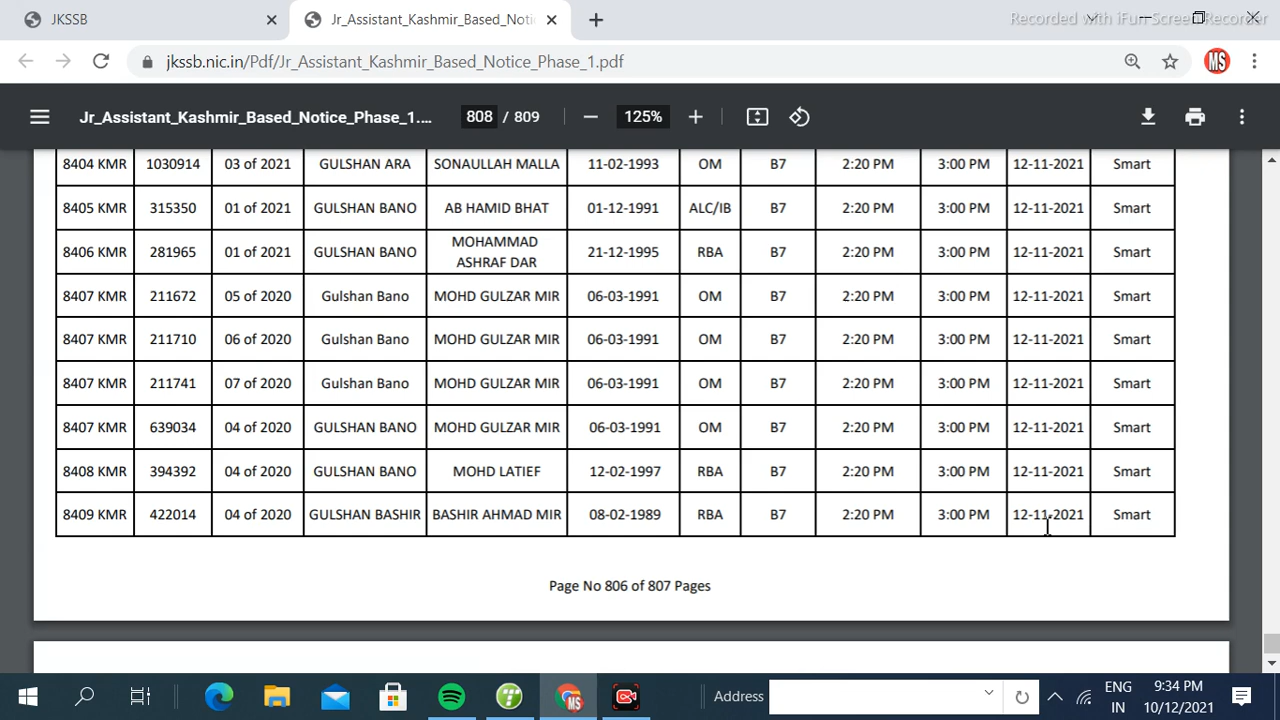 JKSSB
Jr_Assistant_Kashmir_Based_Noti
Recorded with iFun Screen Recorder
jkssb.nic.in/Pdf/Jr_Assistant_Kashmir_Based_Notice_Phase_1.pdf
MS
Jr_Assistant_Kashmir_Based_Notice_Phase_1.... 808 / 809 125%
8404 KMR 1030914 03 of 2021 GULSHAN ARA SONAULLAH MALLA 11-02-1993 OM B7 2:20 PM 3:00 PM 12-11-2021 Smart
8405 KMR 315350 01 of 2021 GULSHAN BANO AB HAMID BHAT 01-12-1991 ALC/IB B7 2:20 PM 3:00 PM 12-11-2021 Smart
8406 KMR 281965 01 of 2021 GULSHAN BANO MOHAMMAD ASHRAF DAR 21-12-1995 RBA B7 2:20 PM 3:00 PM 12-11-2021 Smart
8407 KMR 211672 05 of 2020 Gulshan Bano MOHD GULZAR MIR 06-03-1991 OM B7 2:20 PM 3:00 PM 12-11-2021 Smart
8407 KMR 211710 06 of 2020 Gulshan Bano MOHD GULZAR MIR 06-03-1991 OM B7 2:20 PM 3:00 PM 12-11-2021 Smart
8407 KMR 211741 07 of 2020 Gulshan Bano MOHD GULZAR MIR 06-03-1991 OM B7 2:20 PM 3:00 PM 12-11-2021 Smart
8407 KMR 639034 04 of 2020 GULSHAN BANO MOHD GULZAR MIR 06-03-1991 OM B7 2:20 PM 3:00 PM 12-11-2021 Smart
8408 KMR 394392 04 of 2020 GULSHAN BANO MOHD LATIEF 12-02-1997 RBA B7 2:20 PM 3:00 PM 12-11-2021 Smart
8409 KMR 422014 04 of 2020 GULSHAN BASHIR BASHIR AHMAD MIR 08-02-1989 RBA B7 2:20 PM 3:00 PM 12-11-2021 Smart
Page No 806 of 807 Pages
MS
Address
ENG
IN
9:34 PM
10/12/2021